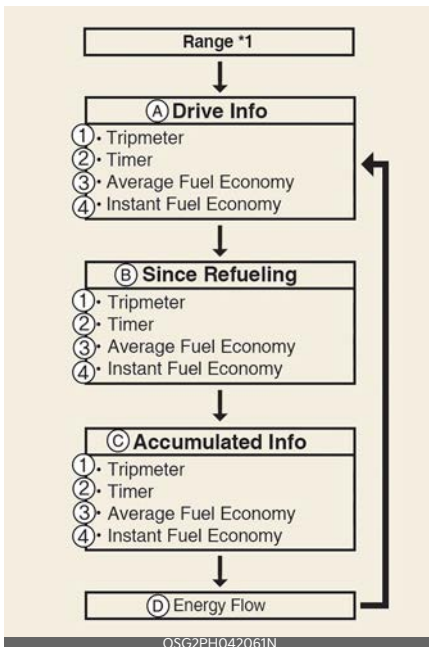 Range *1
Ⓐ Drive Info
①• Tripmeter
②• Timer
③• Average Fuel Economy
④• Instant Fuel Economy
Ⓑ Since Refueling
①• Tripmeter
②• Timer
③• Average Fuel Economy
④• Instant Fuel Economy
Ⓒ Accumulated Info
①• Tripmeter
②• Timer
③• Average Fuel Economy
④• Instant Fuel Economy
Ⓓ Energy Flow
OSG2PH042061N